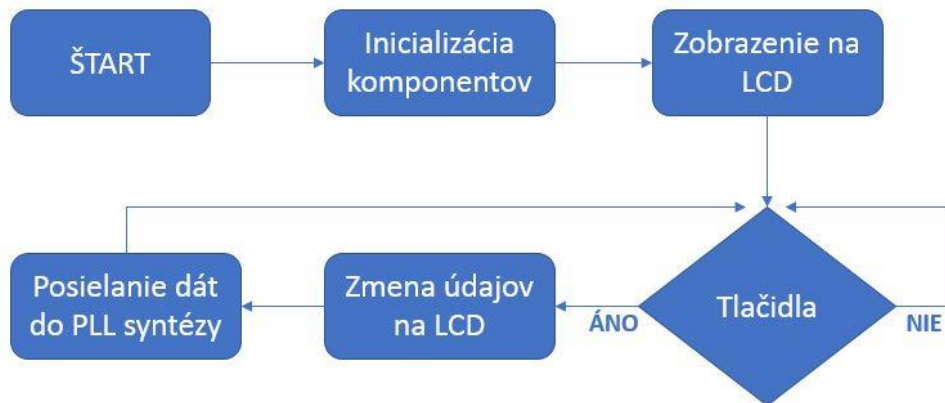 ŠTART
Inicializácia
komponentov
Zobrazenie na
LCD
Tlačidla
ÁNO
NIE
Zmena údajov
na LCD
Posielanie dát
do PLL syntézy